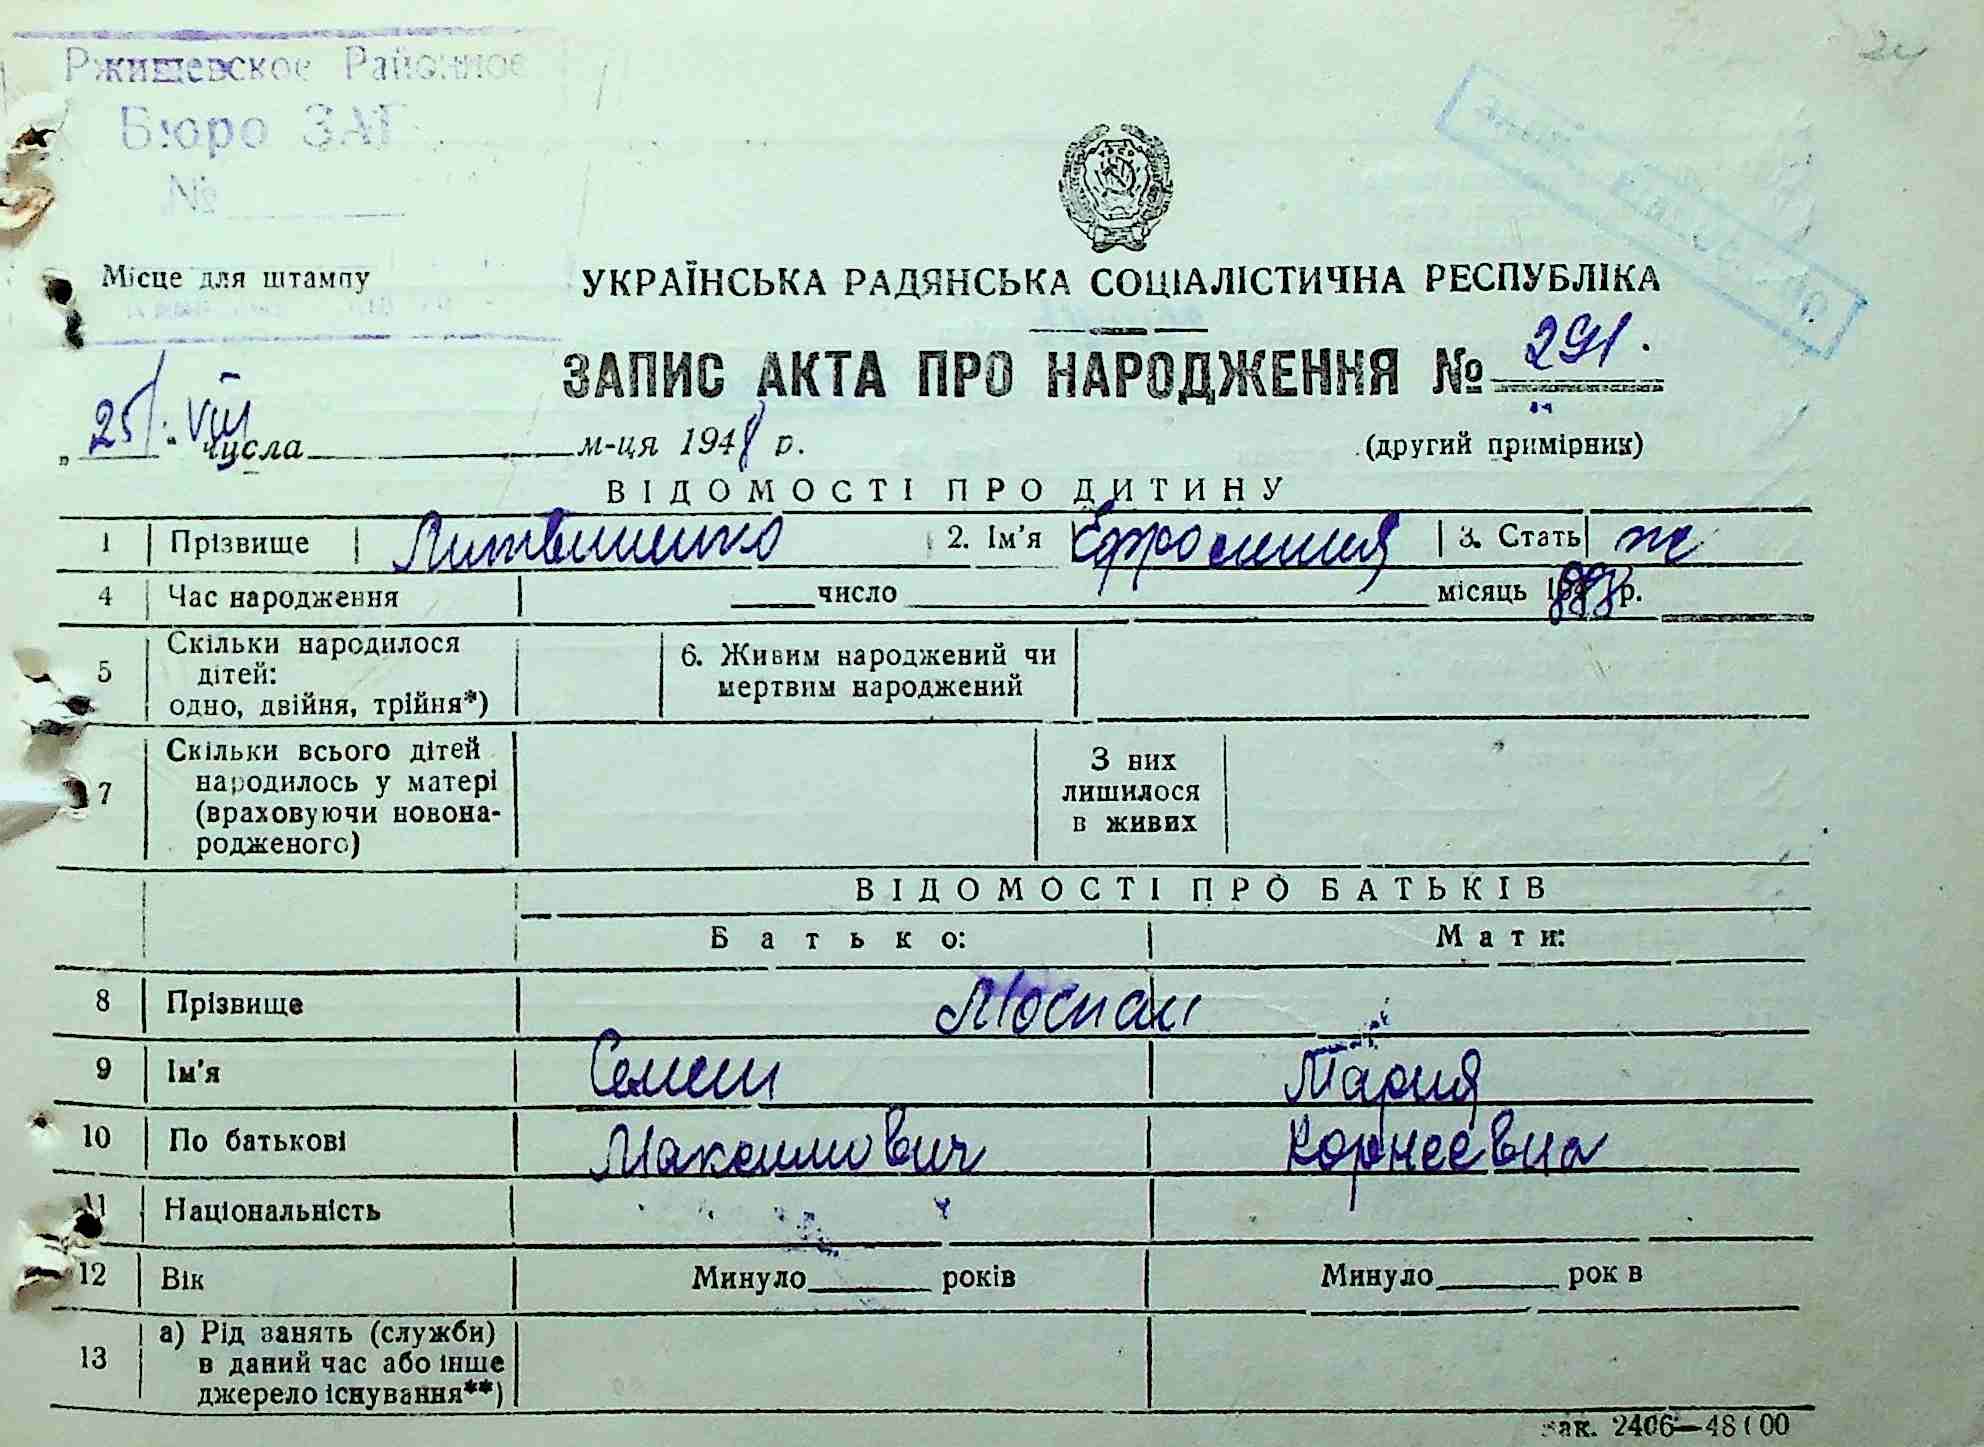 24
Ржищевское Районное
Бюро ЗАГ
№
Місце для штампу
УКРАЇНСЬКА РАДЯНСЬКА СОЦІАЛІСТИЧНА РЕСПУБЛІКА
ЗАПИС АКТА ПРО НАРОДЖЕННЯ № 291.
„25" VIII числа м-ця 1948 р.
(другий примірник)
ВІДОМОСТІ ПРО ДИТИНУ
1 Прізвище Литвиненко 2. Ім'я Ефросиния 3. Стать ж
4 Час народження число місяць р.
5 Скільки народилося дітей: одно, двійня, трійня*) 6. Живим народжений чи мертвим народжений
7 Скільки всього дітей народилось у матері (враховуючи новона-родженого) З них лишилося в живих
ВІДОМОСТІ ПРО БАТЬКІВ
Батько: Мати:
8 Прізвище Моспан
9 Ім'я Семен Мария
10 По батькові Максимович Корнеевна
11 Національність
12 Вік Минуло років Минуло рок в
13 а) Рід занять (служби) в даний час або інше джерело існування**)
зак. 2406—48